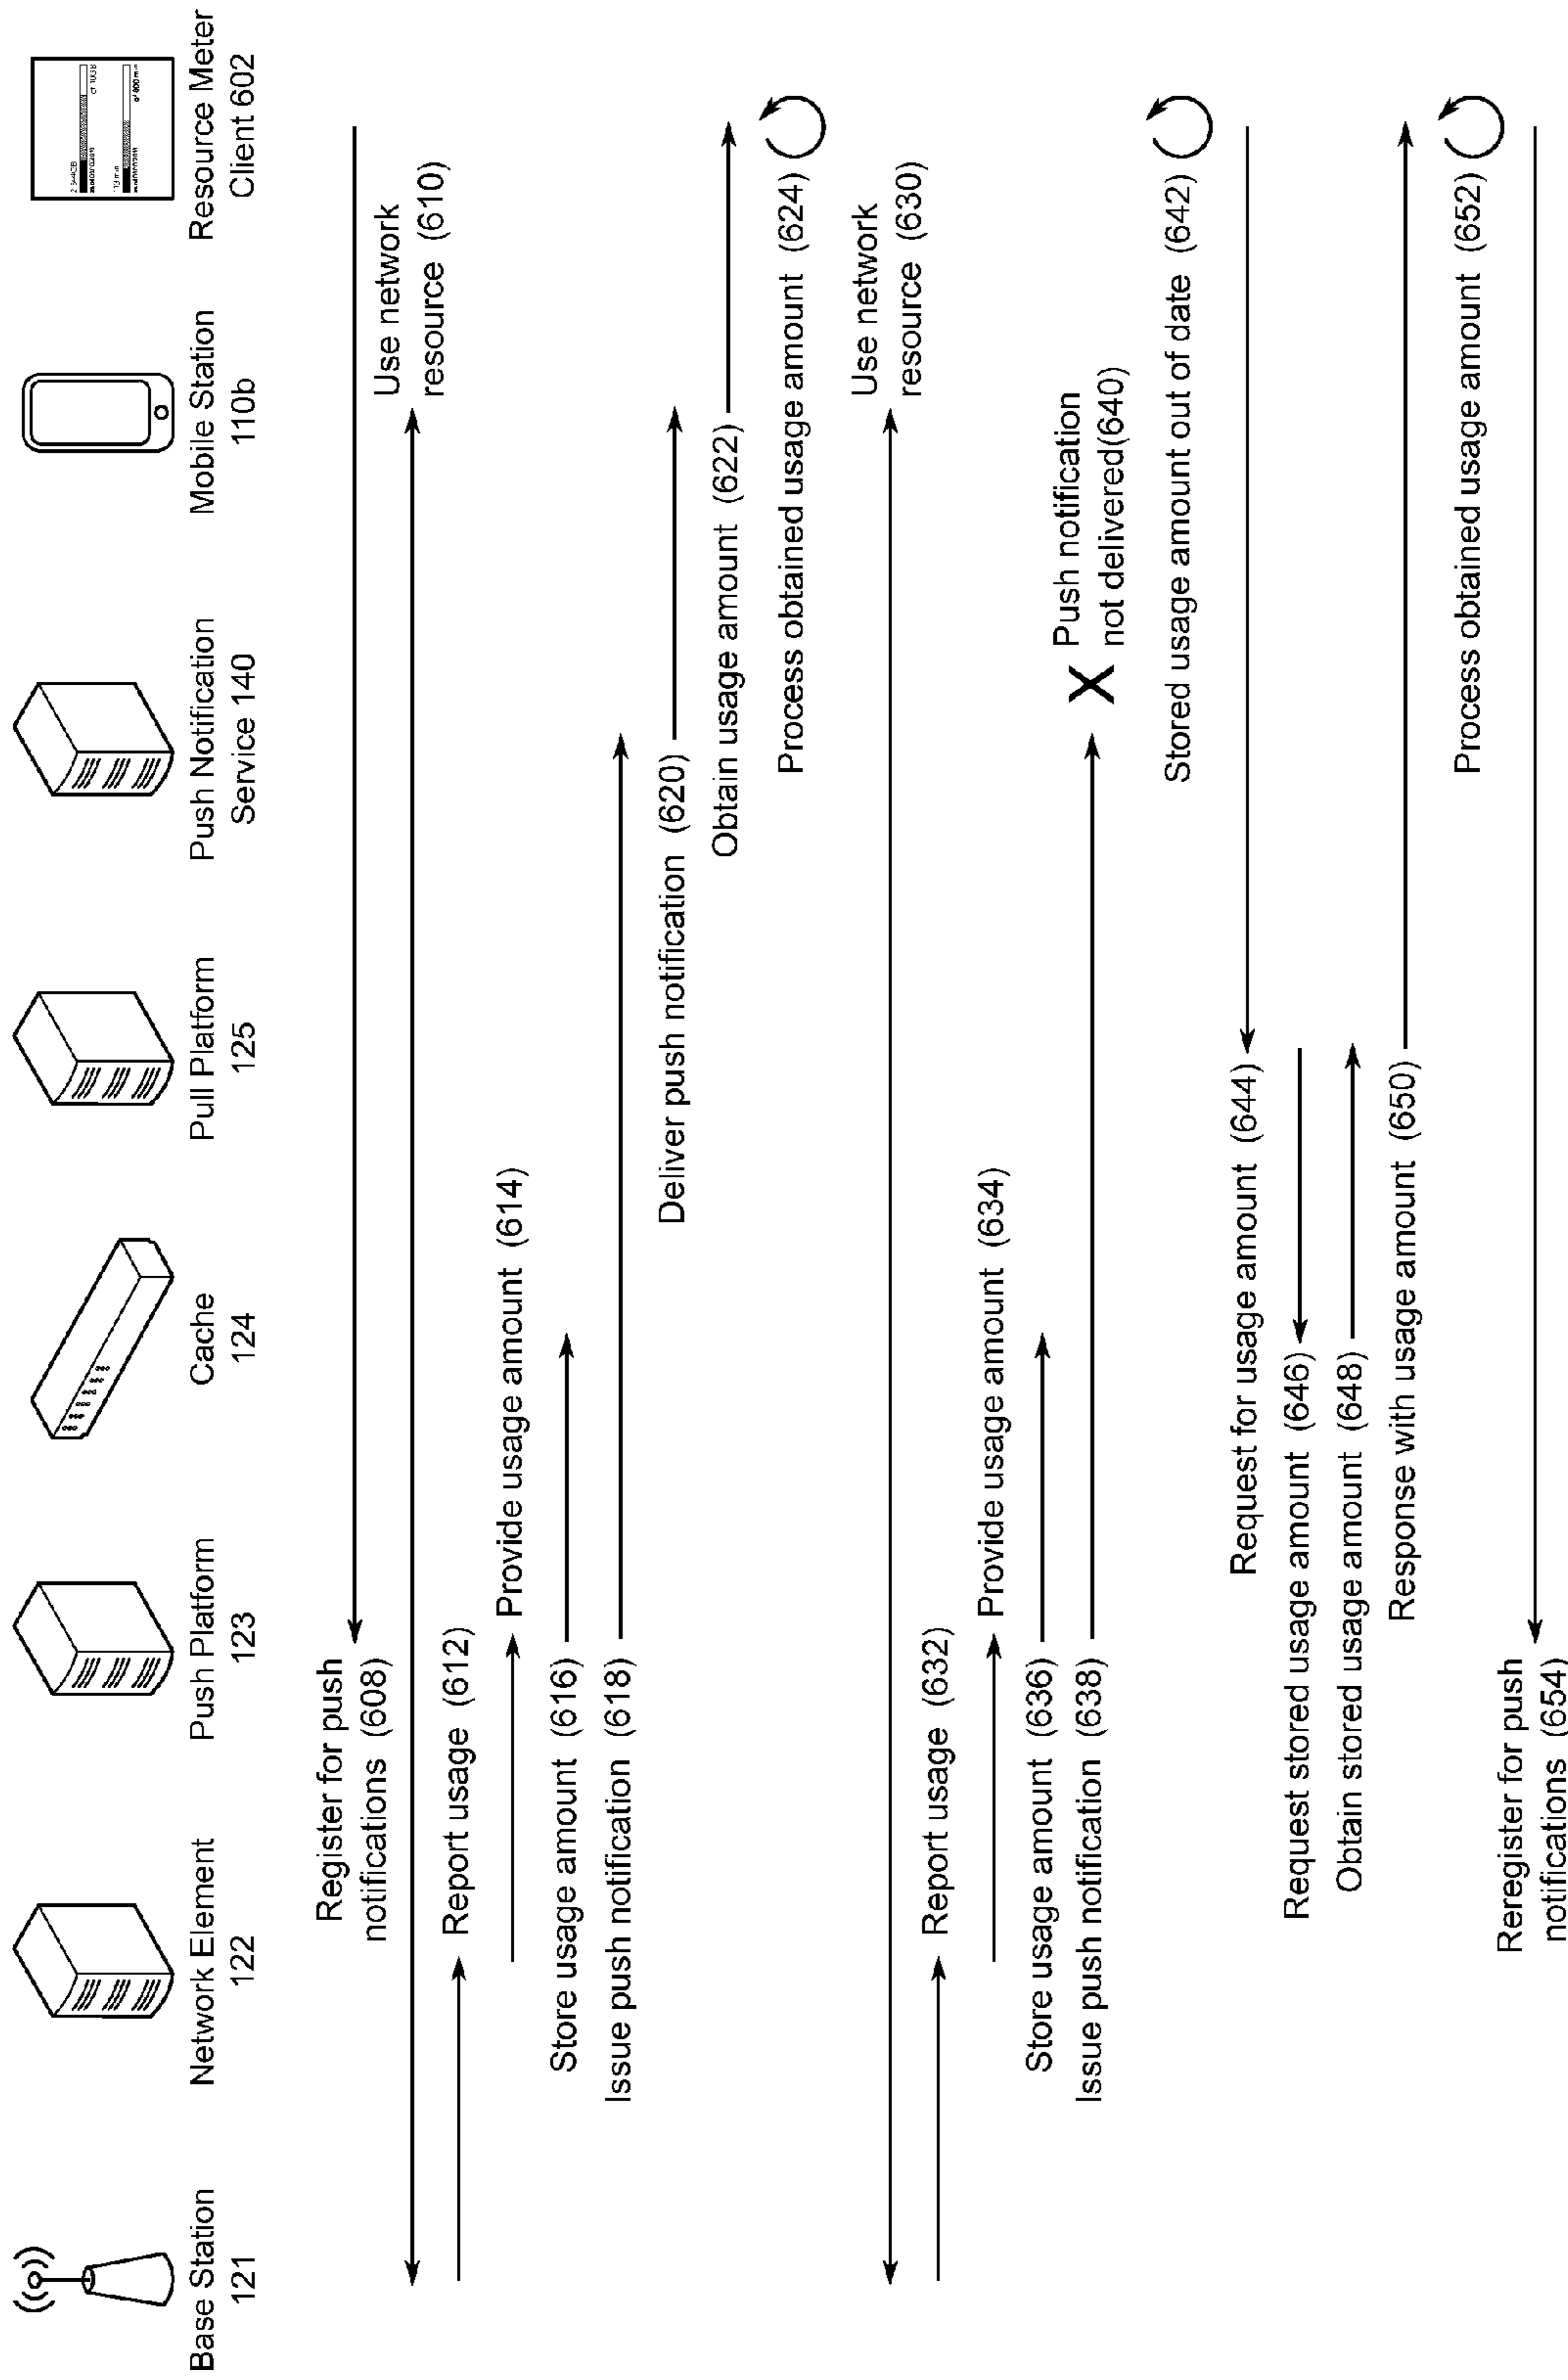 Base Station
121
Network Element
122
Push Platform
123
Cache
124
Pull Platform
125
Push Notification
Service 140
Mobile Station
110b
Resource Meter
Client 602
Register for push
notifications (608)
Use network
resource (610)
Report usage (612)
Provide usage amount (614)
Store usage amount (616)
Issue push notification (618)
Deliver push notification (620)
Obtain usage amount (622)
Process obtained usage amount (624)
Use network
resource (630)
Report usage (632)
Provide usage amount (634)
Store usage amount (636)
Issue push notification (638)
X
Push notification
not delivered(640)
Stored usage amount out of date (642)
Request for usage amount (644)
Request stored usage amount (646)
Obtain stored usage amount (648)
Response with usage amount (650)
Process obtained usage amount (652)
Reregister for push
notifications (654)